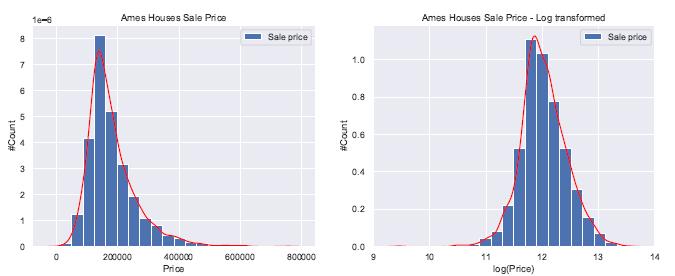 Ames Houses Sale Price
1e−6
Sale price
8
7
6
5
4
3
2
1
0
#Count
0 200000 400000 600000 800000
Price
Ames Houses Sale Price - Log transformed
Sale price
1.0
0.8
0.6
0.4
0.2
0.0
#Count
9 10 11 12 13 14
log(Price)